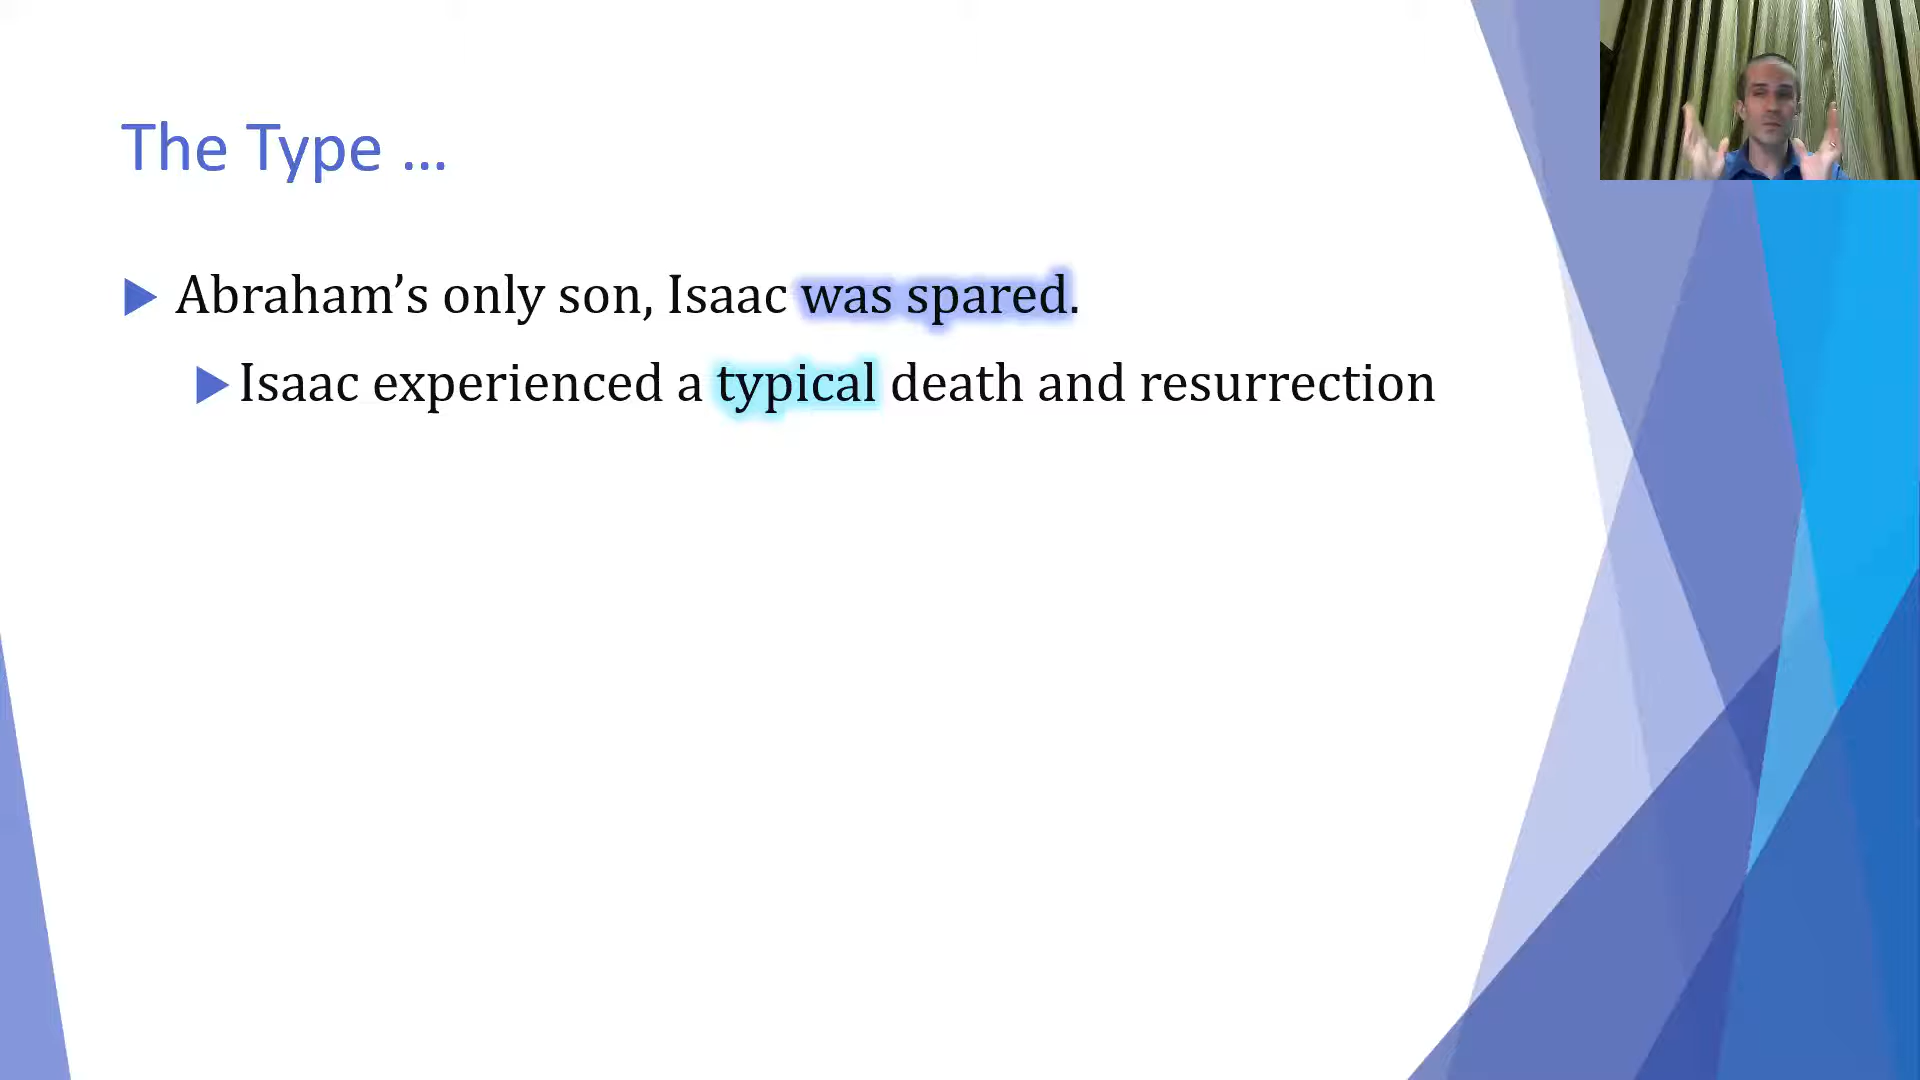 The Type ...
Abraham’s only son, Isaac was spared.
Isaac experienced a typical death and resurrection